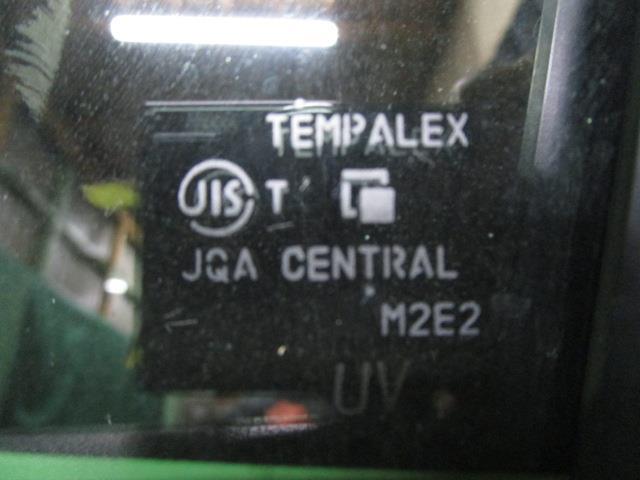 TEMPALEX
JIS T
JQA CENTRAL
M2E2
UV